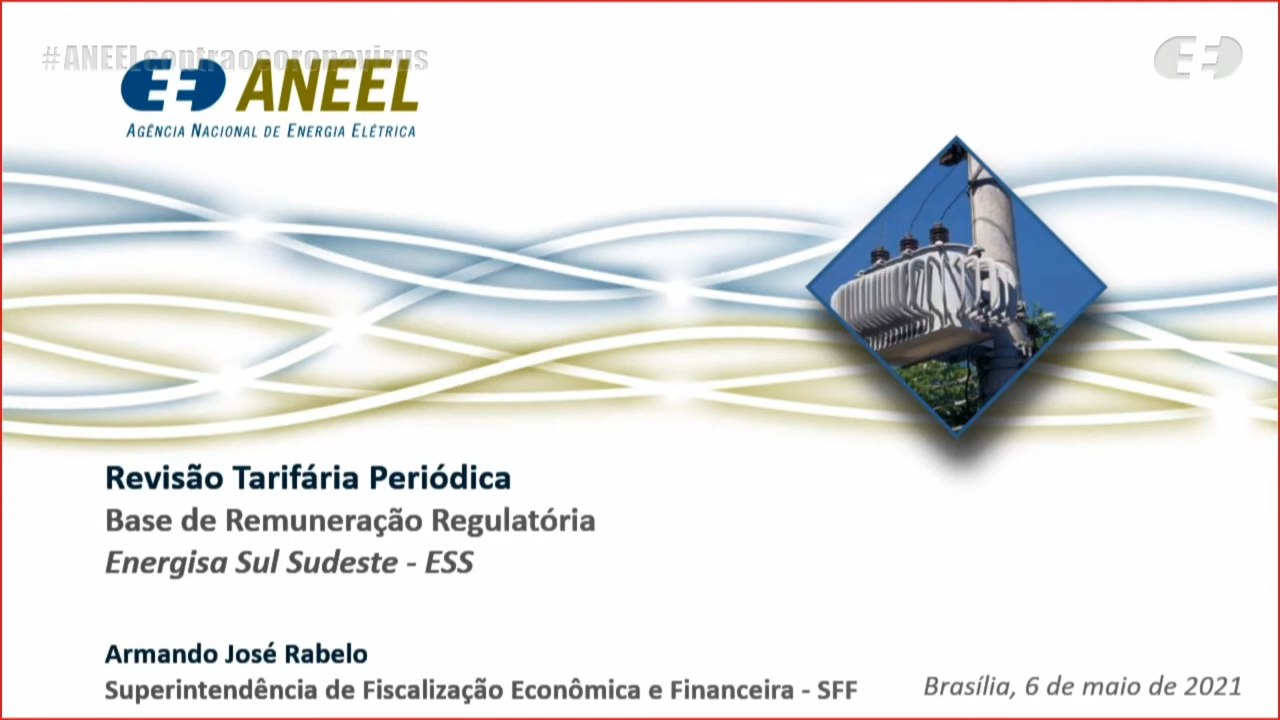 #ANEELcontraocoronavirus
ANEEL
AGÊNCIA NACIONAL DE ENERGIA ELÉTRICA
Revisão Tarifária Periódica
Base de Remuneração Regulatória
Energisa Sul Sudeste - ESS
Armando José Rabelo
Superintendência de Fiscalização Econômica e Financeira - SFF
Brasília, 6 de maio de 2021